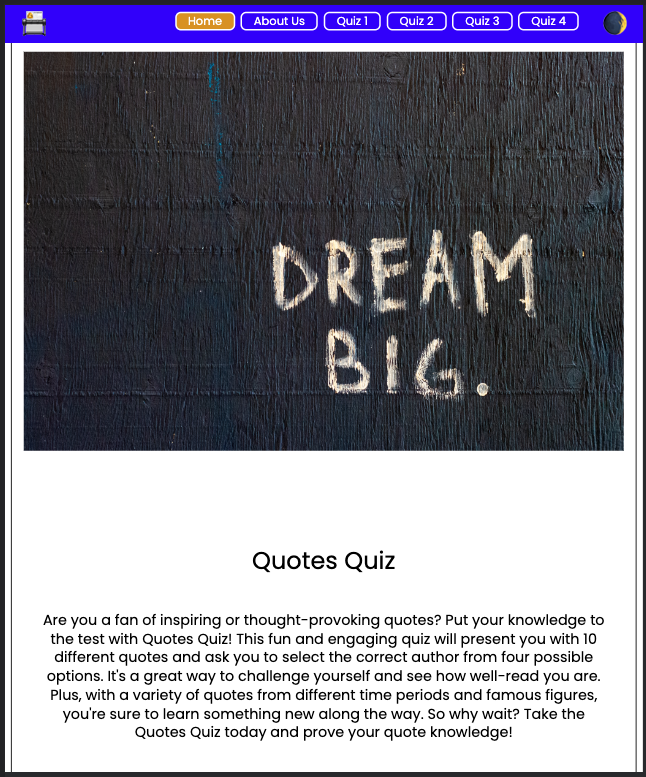 Home About Us Quiz 1 Quiz 2 Quiz 3 Quiz 4
DREAM
BIG.
Quotes Quiz
Are you a fan of inspiring or thought-provoking quotes? Put your knowledge to
the test with Quotes Quiz! This fun and engaging quiz will present you with 10
different quotes and ask you to select the correct author from four possible
options. It's a great way to challenge yourself and see how well-read you are.
Plus, with a variety of quotes from different time periods and famous figures,
you're sure to learn something new along the way. So why wait? Take the
Quotes Quiz today and prove your quote knowledge!